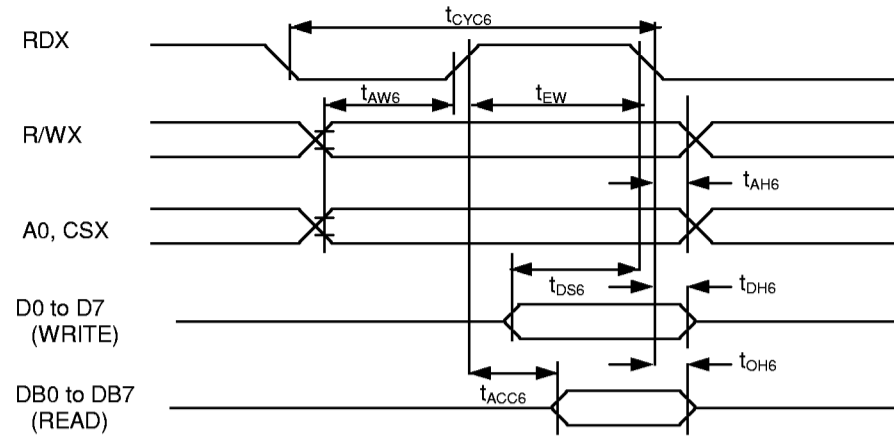 tCYC6
RDX
tAW6
tEW
R/WX
tAH6
A0, CSX
tDS6
tDH6
D0 to D7
(WRITE)
tOH6
tACC6
DB0 to DB7
(READ)